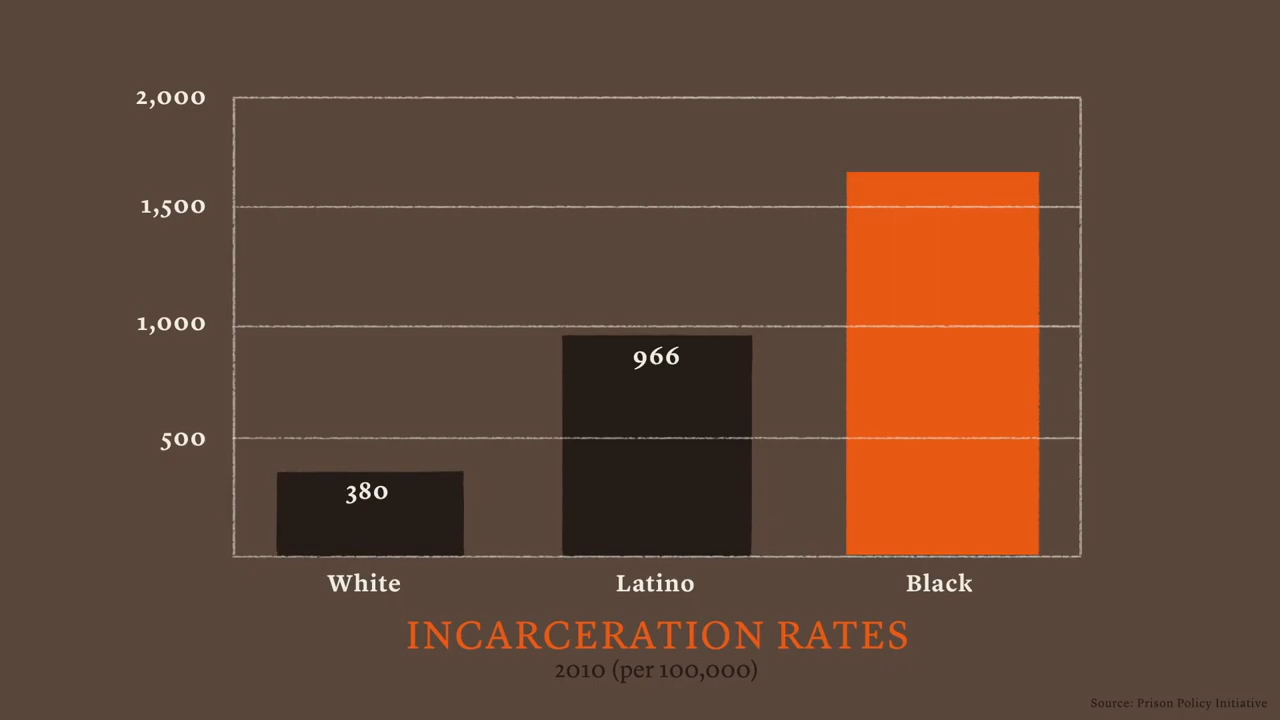 2,000
1,500
1,000
500
380
966
White
Latino
Black
INCARCERATION RATES
2010 (per 100,000)
Source: Prison Policy Initiative